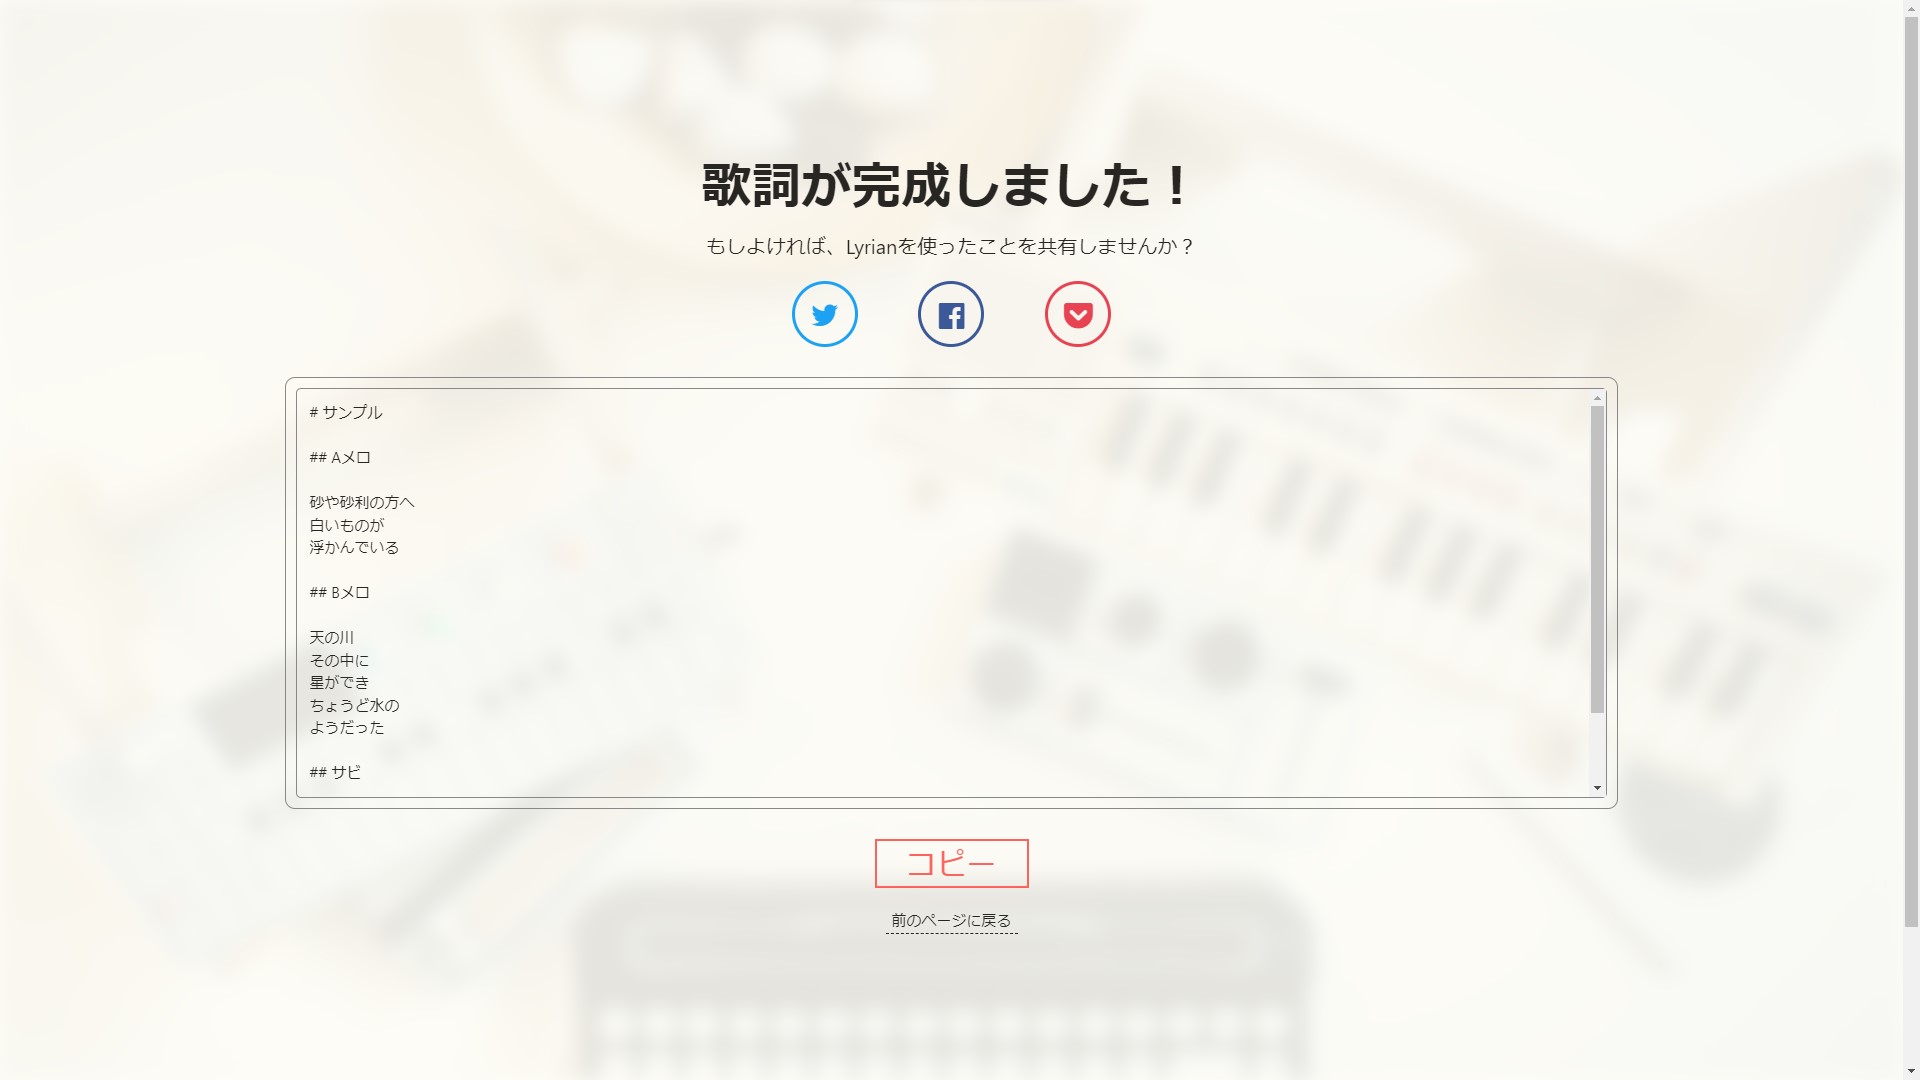 歌詞が完成しました！
もしよければ、Lyrianを使ったことを共有しませんか？
# サンプル
## Aメロ
砂や砂利の方へ
白いものが
浮かんでいる
## Bメロ
天の川
その中に
星ができ
ちょうど水の
ようだった
## サビ
コピー
前のページに戻る